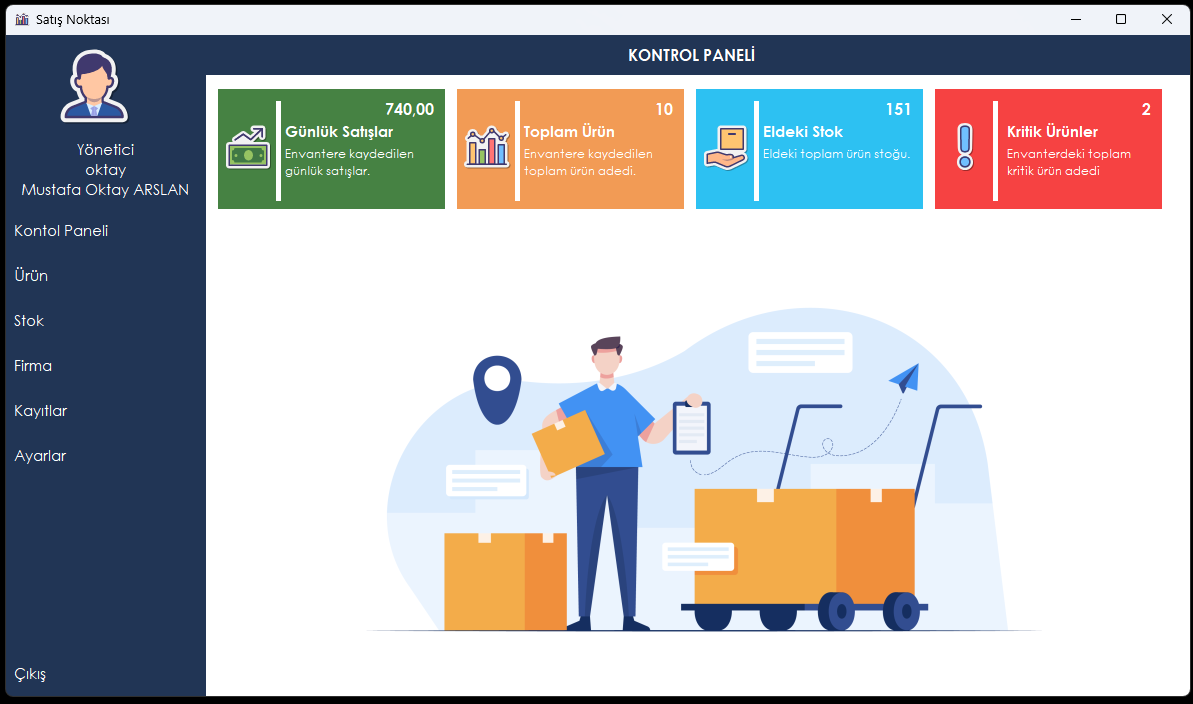 Satış Noktası
KONTROL PANELİ
Yönetici
oktay
Mustafa Oktay ARSLAN
Kontol Paneli
Ürün
Stok
Firma
Kayıtlar
Ayarlar
Çıkış
740,00
Günlük Satışlar
Envantere kaydedilen
günlük satışlar.
10
Toplam Ürün
Envantere kaydedilen
toplam ürün adedi.
151
Eldeki Stok
Eldeki toplam ürün stoğu.
2
Kritik Ürünler
Envanterdeki toplam
kritik ürün adedi